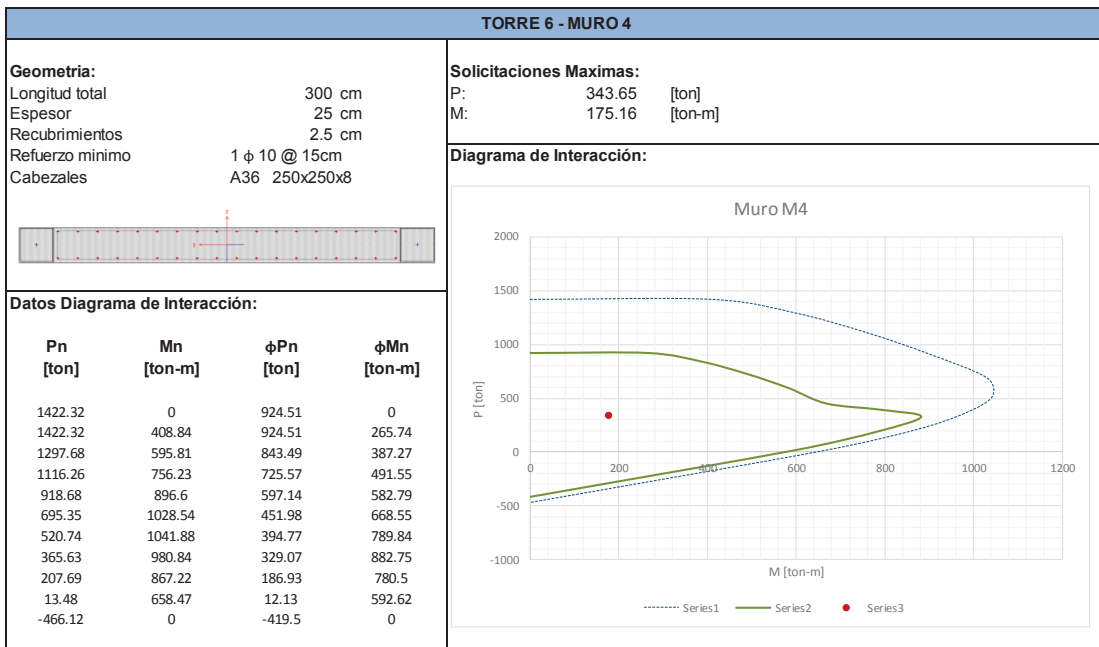 TORRE 6 - MURO 4
Geometria:
Longitud total 300 cm
Espesor 25 cm
Recubrimientos 2.5 cm
Refuerzo minimo 1 ϕ 10 @ 15cm
Cabezales A36 250x250x8
Solicitaciones Maximas:
P: 343.65 [ton]
M: 175.16 [ton-m]
Datos Diagrama de Interacción:
Pn Mn ϕPn ϕMn
[ton] [ton-m] [ton] [ton-m]
1422.32 0 924.51 0
1422.32 408.84 924.51 265.74
1297.68 595.81 843.49 387.27
1116.26 756.23 725.57 491.55
918.68 896.6 597.14 582.79
695.35 1028.54 451.98 668.55
520.74 1041.88 394.77 789.84
365.63 980.84 329.07 882.75
207.69 867.22 186.93 780.5
13.48 658.47 12.13 592.62
-466.12 0 -419.5 0
Diagrama de Interacción:
Muro M4
2000
1500
1000
500
0
-500
-1000
P [ton]
0 200 400 600 800 1000 1200
M [ton-m]
Series1 Series2 Series3